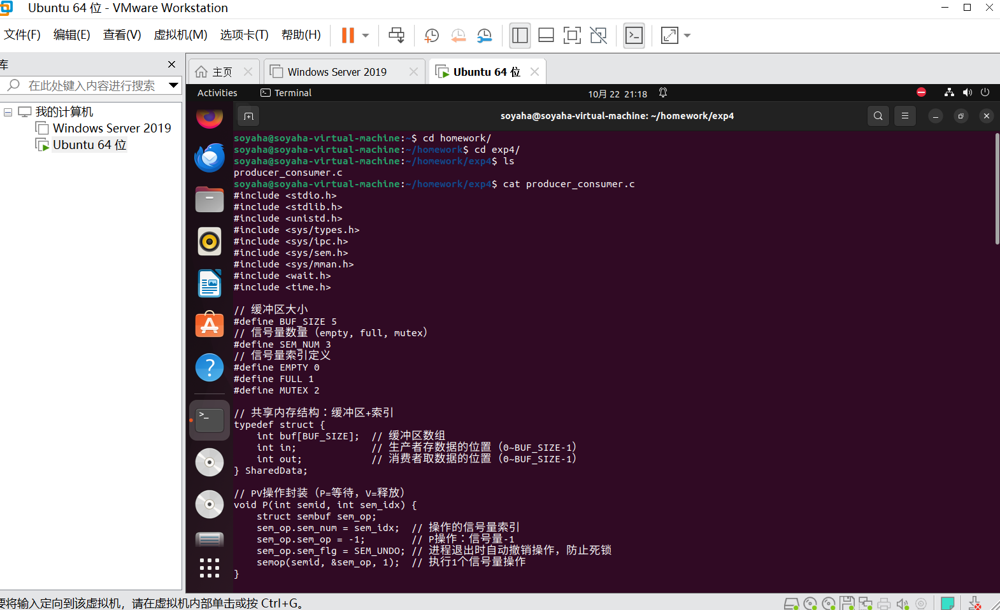 Ubuntu 64 位 - VMware Workstation
文件(F) 编辑(E) 查看(V) 虚拟机(M) 选项卡(T) 帮助(H)
库
在此处键入内容进行搜索
我的计算机
Windows Server 2019
Ubuntu 64 位
主页 Windows Server 2019 Ubuntu 64 位
Activities Terminal 10月 22 21:18
soyaha@soyaha-virtual-machine: ~/homework/exp4
soyaha@soyaha-virtual-machine:~$ cd homework/
soyaha@soyaha-virtual-machine:~/homework$ cd exp4/
soyaha@soyaha-virtual-machine:~/homework/exp4$ ls
producer_consumer.c
soyaha@soyaha-virtual-machine:~/homework/exp4$ cat producer_consumer.c
#include <stdio.h>
#include <stdlib.h>
#include <unistd.h>
#include <sys/types.h>
#include <sys/ipc.h>
#include <sys/sem.h>
#include <sys/mman.h>
#include <wait.h>
#include <time.h>
// 缓冲区大小
#define BUF_SIZE 5
// 信号量数量（empty, full, mutex）
#define SEM_NUM 3
// 信号量索引定义
#define EMPTY 0
#define FULL 1
#define MUTEX 2
// 共享内存结构：缓冲区+索引
typedef struct {
int buf[BUF_SIZE]; // 缓冲区数组
int in; // 生产者存数据的位置（0~BUF_SIZE-1）
int out; // 消费者取数据的位置（0~BUF_SIZE-1）
} SharedData;
// PV操作封装（P=等待，V=释放）
void P(int semid, int sem_idx) {
struct sembuf sem_op;
sem_op.sem_num = sem_idx; // 操作的信号量索引
sem_op.sem_op = -1; // P操作：信号量-1
sem_op.sem_flg = SEM_UNDO; // 进程退出时自动撤销操作，防止死锁
semop(semid, &sem_op, 1); // 执行1个信号量操作
}
要将输入定向到该虚拟机，请在虚拟机内部单击或按 Ctrl+G。